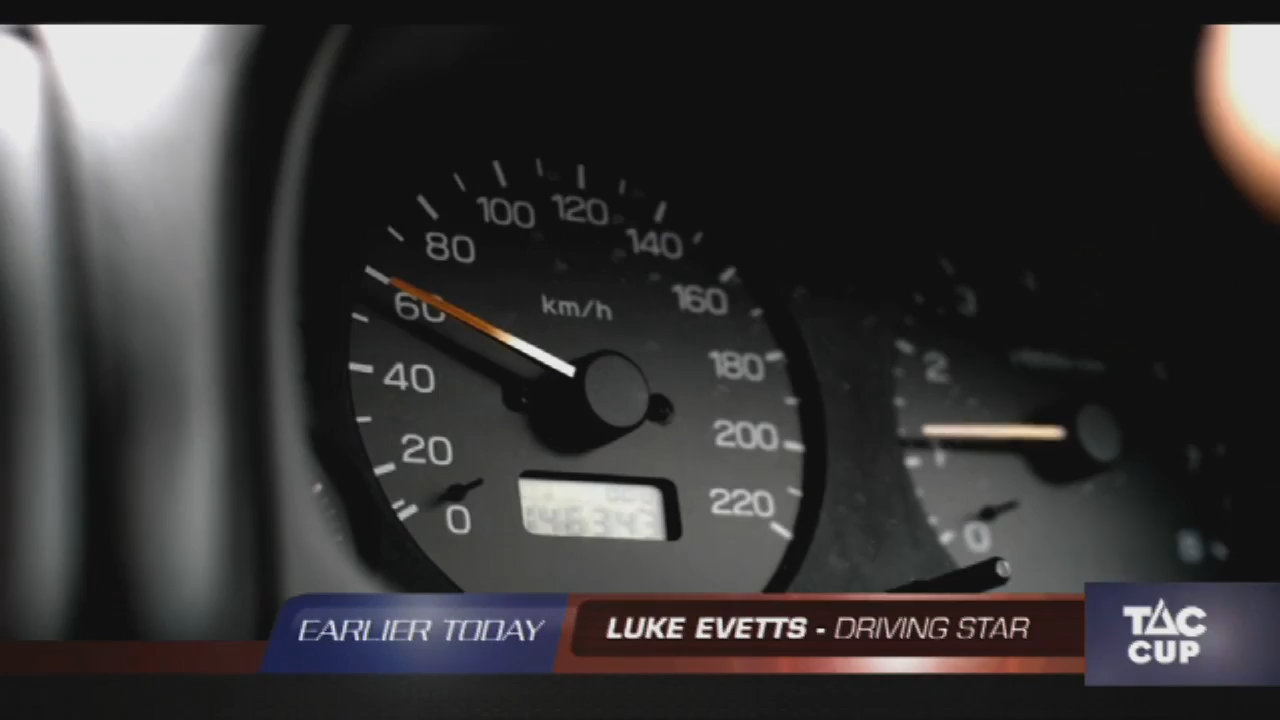 100 120
80 140
km/h
60 160
40 180
20 200
0 220
2
1
0
EARLIER TODAY
LUKE EVETTS - DRIVING STAR
TAC
CUP